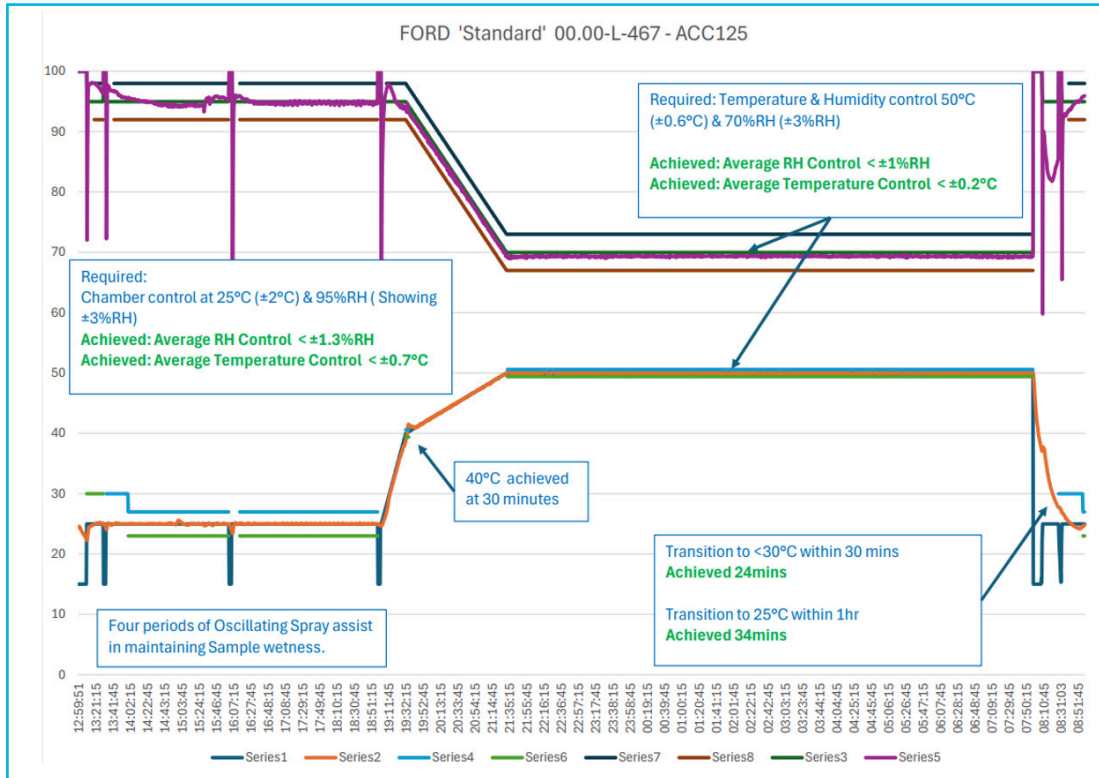 FORD 'Standard' 00.00-L-467 - ACC125
100
90
80
70
60
50
40
30
20
10
0
Required: Temperature & Humidity control 50°C
(±0.6°C) & 70%RH (±3%RH)
Achieved: Average RH Control < ±1%RH
Achieved: Average Temperature Control < ±0.2°C
Required:
Chamber control at 25°C (±2°C) & 95%RH ( Showing
±3%RH)
Achieved: Average RH Control < ±1.3%RH
Achieved: Average Temperature Control < ±0.7°C
40°C achieved
at 30 minutes
Transition to <30°C within 30 mins
Achieved 24mins
Transition to 25°C within 1hr
Achieved 34mins
Four periods of Oscillating Spray assist
in maintaining Sample wetness.
12:59:51
13:21:15
13:41:45
14:02:15
14:22:45
14:43:15
15:03:45
15:24:15
15:46:45
16:07:15
16:27:45
16:48:15
17:08:45
17:29:15
17:49:45
18:10:15
18:30:45
18:51:15
19:11:45
19:32:15
19:52:45
20:13:15
20:33:45
20:54:15
21:14:45
21:35:15
21:55:45
22:16:15
22:36:45
22:57:15
23:17:45
23:38:15
23:58:45
00:19:15
00:39:45
01:00:15
01:20:45
01:41:15
02:01:45
02:22:15
02:42:45
03:03:15
03:23:45
03:44:15
04:04:45
04:25:15
04:45:45
05:06:15
05:26:45
05:47:15
06:07:45
06:28:15
06:48:45
07:09:15
07:29:45
07:50:15
08:10:45
08:31:03
08:51:45
Series1
Series2
Series4
Series6
Series7
Series8
Series3
Series5